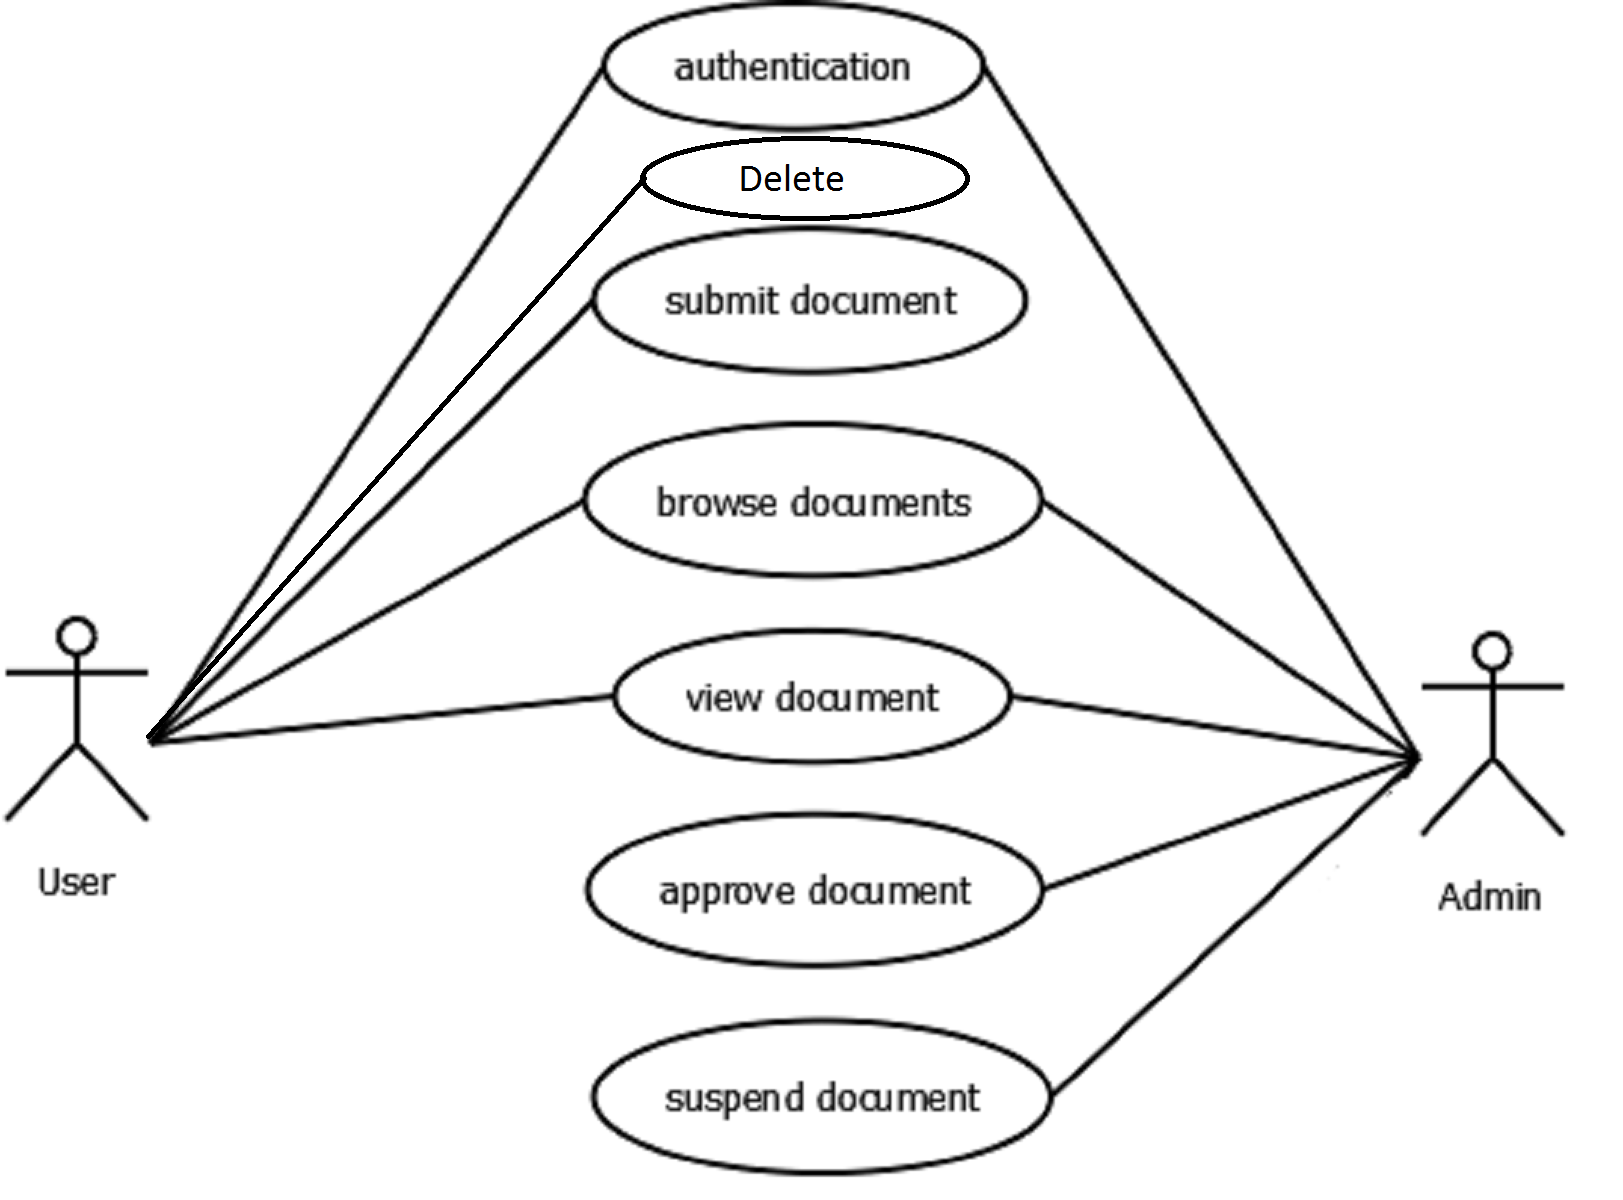 authentication
Delete
submit document
browse documents
view document
approve document
suspend document
User
Admin